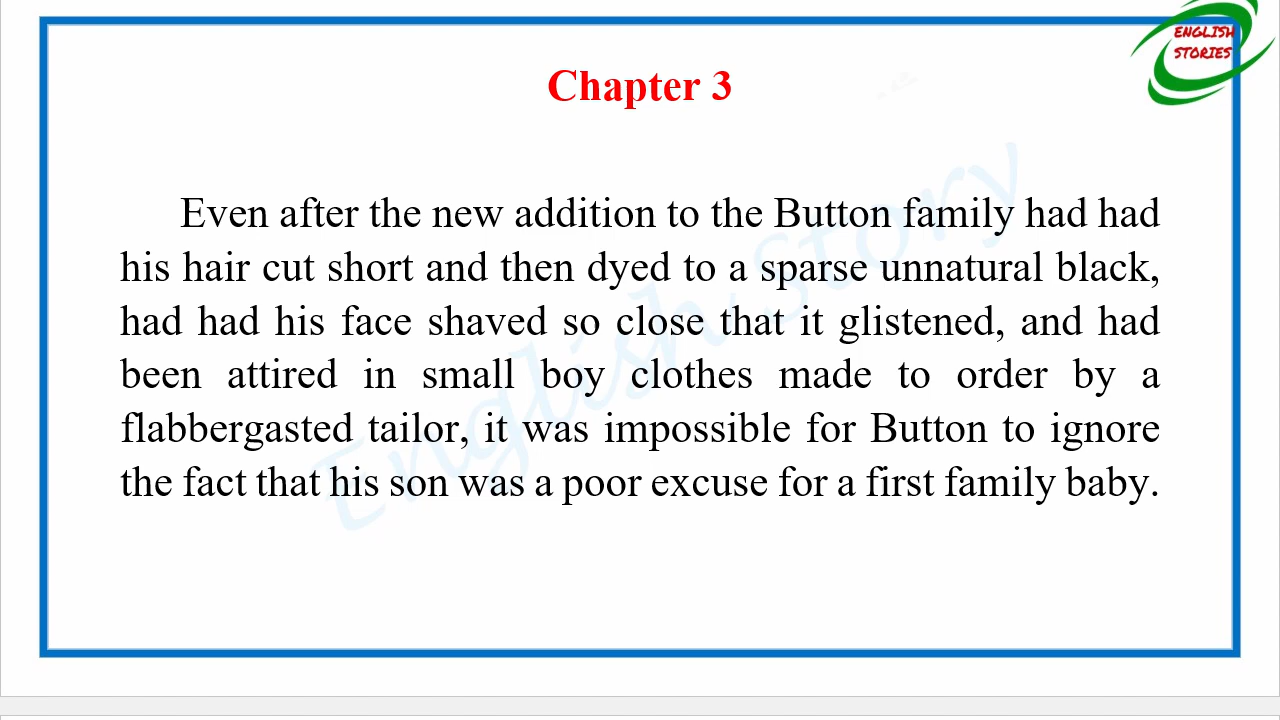 ENGLISH
STORIES
Chapter 3
Even after the new addition to the Button family had had
his hair cut short and then dyed to a sparse unnatural black,
had had his face shaved so close that it glistened, and had
been attired in small boy clothes made to order by a
flabbergasted tailor, it was impossible for Button to ignore
the fact that his son was a poor excuse for a first family baby.
English Story